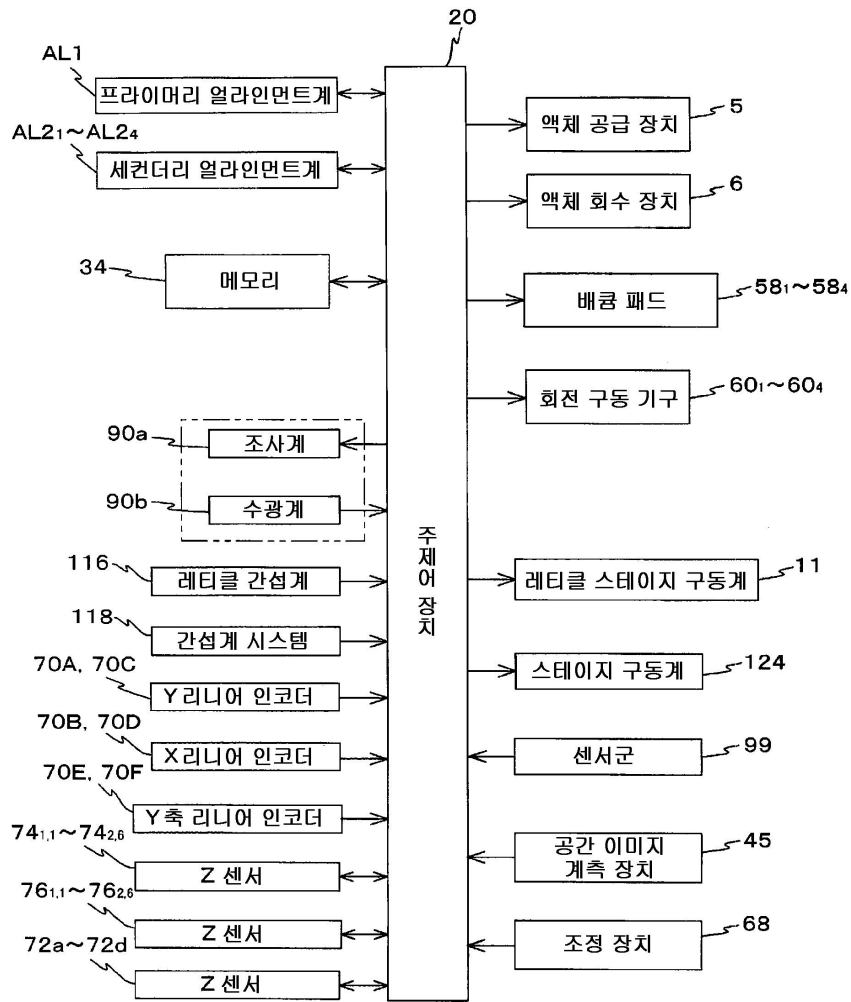 20
AL1
프라이머리 얼라인먼트계
AL2₁~AL2₄
세컨더리 얼라인먼트계
34
메모리
90a
조사계
90b
수광계
116
레티클 간섭계
118
간섭계 시스템
70A, 70C
Y 리니어 인코더
70B, 70D
X 리니어 인코더
70E, 70F
Y 축 리니어 인코더
74₁,₁~74₂,₆
Z 센서
76₁,₁~76₂,₆
Z 센서
72a~72d
Z 센서
주제어 장치
5
액체 공급 장치
6
액체 회수 장치
58₁~58₄
배큠 패드
60₁~60₄
회전 구동 기구
11
레티클 스테이지 구동계
124
스테이지 구동계
99
센서군
45
공간 이미지
계측 장치
68
조정 장치